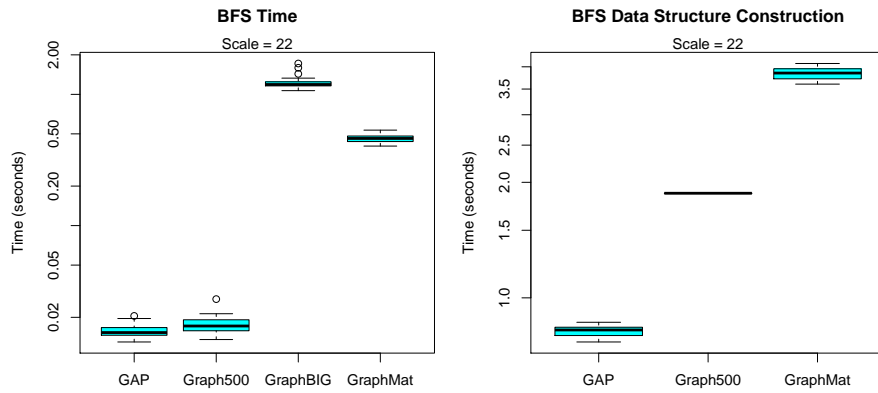 BFS Time
Scale = 22
Time (seconds)
2.00
0.50
0.20
0.05
0.02
GAP Graph500 GraphBIG GraphMat
BFS Data Structure Construction
Scale = 22
Time (seconds)
3.5
2.5
2.0
1.5
1.0
GAP Graph500 GraphMat